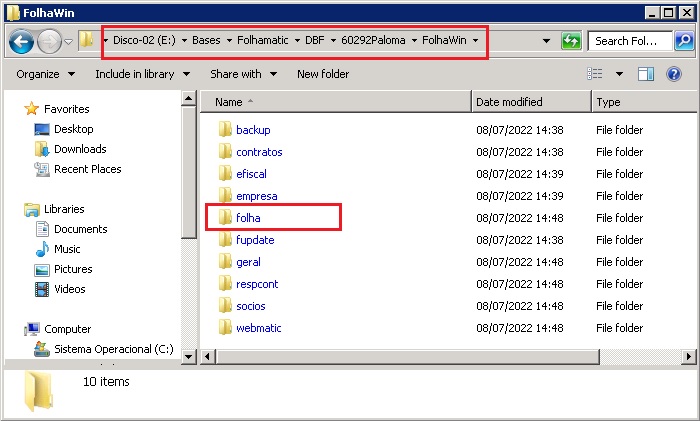 FolhaWin
Disco-02 (E:) Bases Folhamatic DBF 60292Paloma FolhaWin Search Fol...
Organize Include in library Share with New folder
Favorites
Desktop
Downloads
Recent Places
Libraries
Documents
Music
Pictures
Videos
Computer
Sistema Operacional (C:)
Name Date modified Type
backup 08/07/2022 14:38 File folder
contratos 08/07/2022 14:38 File folder
efiscal 08/07/2022 14:39 File folder
empresa 08/07/2022 14:39 File folder
folha 08/07/2022 14:48 File folder
fupdate 08/07/2022 14:38 File folder
geral 08/07/2022 14:48 File folder
respcont 08/07/2022 14:48 File folder
socios 08/07/2022 14:48 File folder
webmatic 08/07/2022 14:48 File folder
10 items